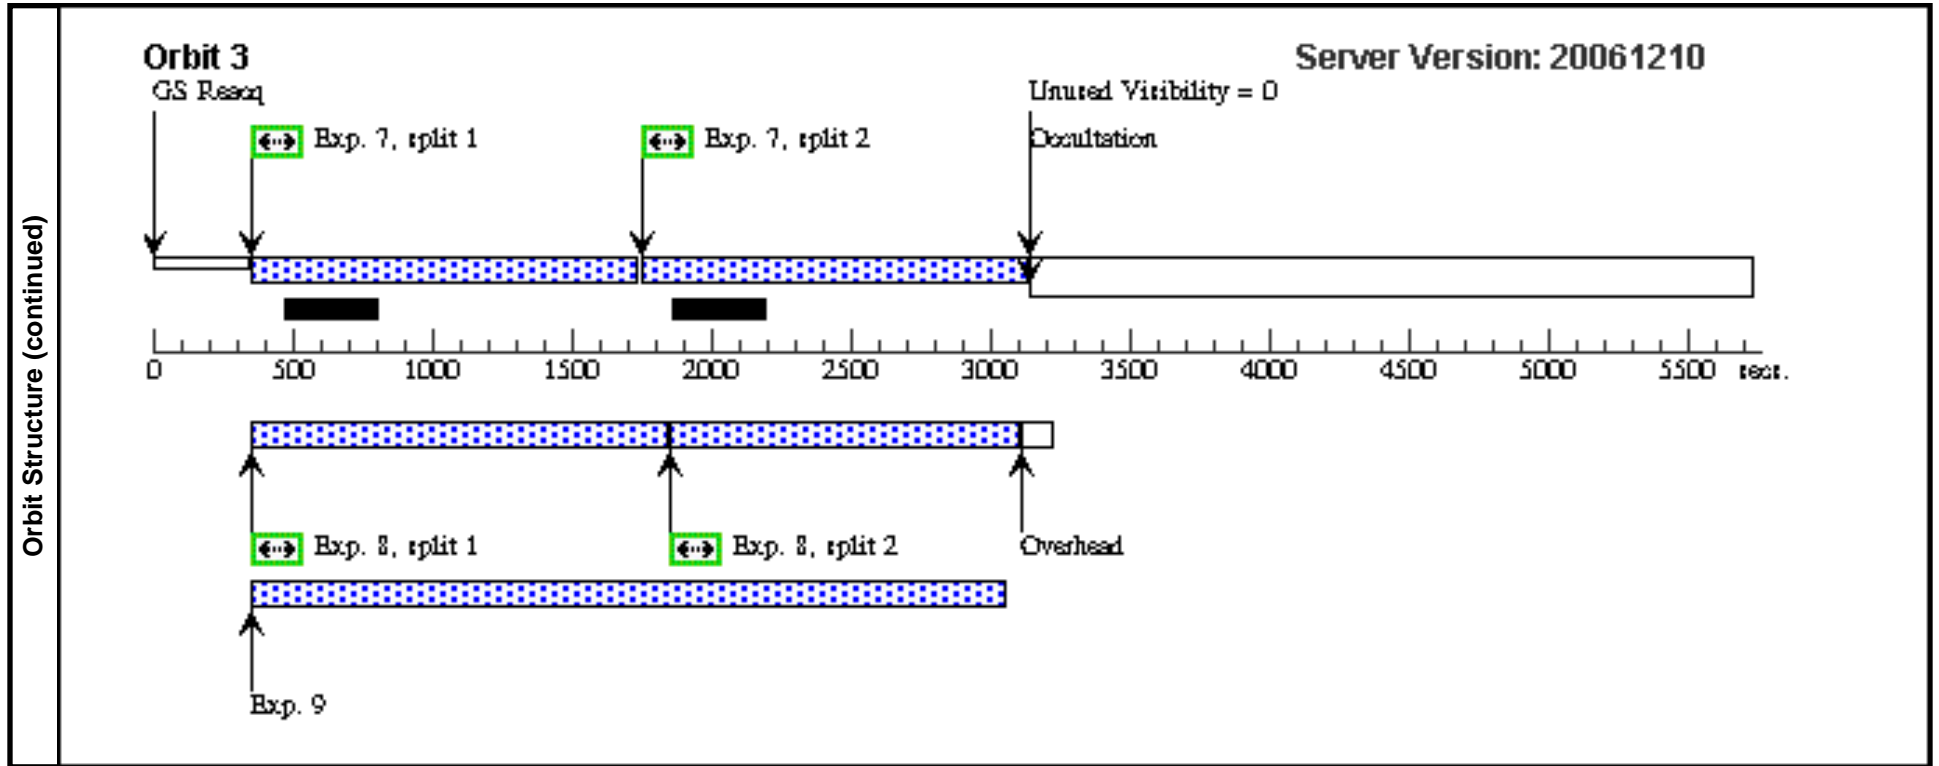 Orbit Structure (continued)
Orbit 3
Server Version: 20061210
GS Reacq
Unused Visibility = 0
Exp. 7, split 1
Exp. 7, split 2
Occultation
0 500 1000 1500 2000 2500 3000 3500 4000 4500 5000 5500 secs.
Exp. 8, split 1
Exp. 8, split 2
Overhead
Exp. 9